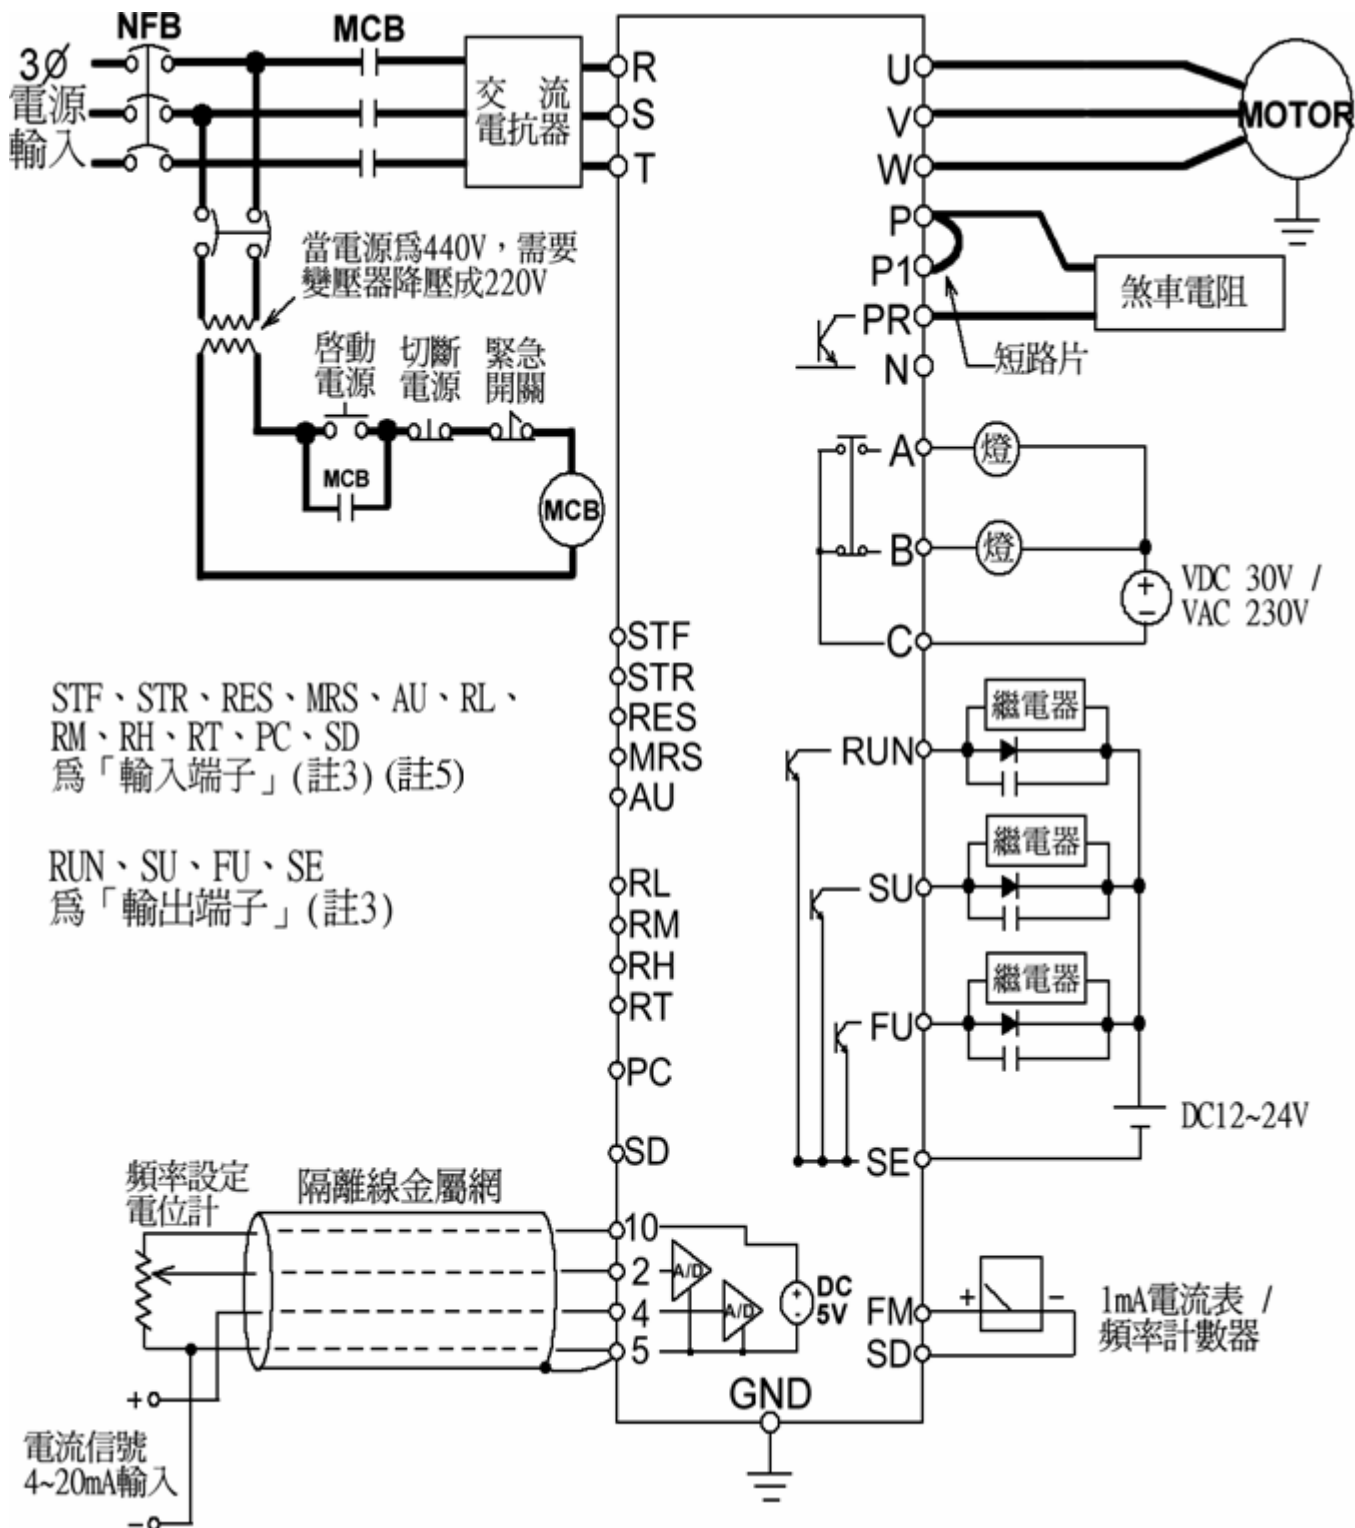 NFB
MCB
3Ø
電源
輸入
交 流
電抗器
R
S
T
U
V
W
MOTOR
P
P1
PR
N
煞車電阻
短路片
當電源爲440V，需要
變壓器降壓成220V
啓動
電源
切斷
電源
緊急
開關
MCB
MCB
A
燈
B
燈
C
VDC 30V /
VAC 230V
STF
STR
RES
MRS
AU
RL
RM
RH
RT
PC
SD
STF、STR、RES、MRS、AU、RL、
RM、RH、RT、PC、SD
爲「輸入端子」(註3)(註5)
RUN、SU、FU、SE
爲「輸出端子」(註3)
繼電器
RUN
繼電器
SU
繼電器
FU
DC12~24V
SE
頻率設定
電位計
隔離線金屬網
10
2
4
5
A/D
A/D
DC
5V
FM
SD
+
-
1mA電流表 /
頻率計數器
GND
+
電流信號
4~20mA輸入
-